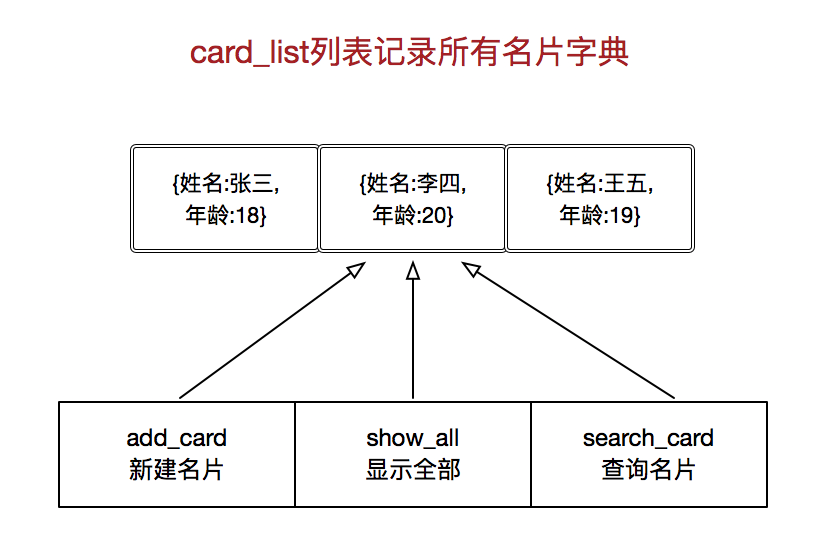 card_list列表记录所有名片字典
{姓名:张三,
年龄:18}
{姓名:李四,
年龄:20}
{姓名:王五,
年龄:19}
add_card
新建名片
show_all
显示全部
search_card
查询名片